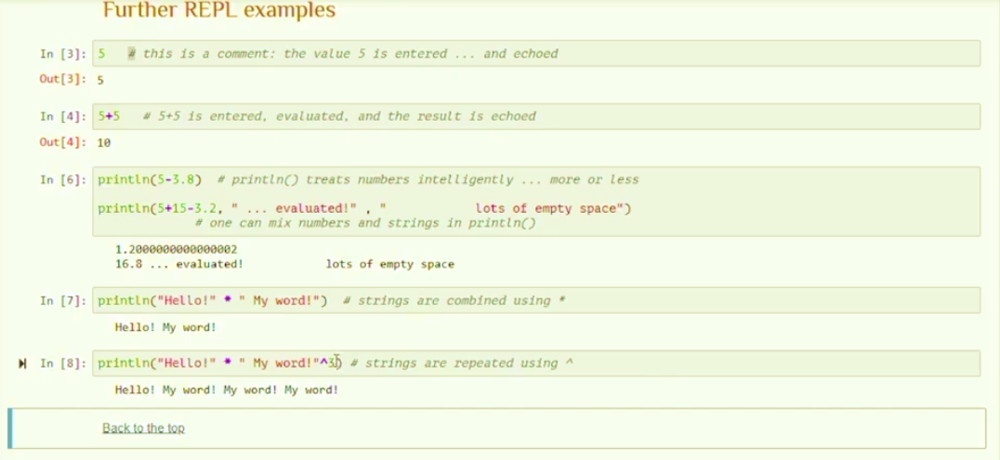 Further REPL examples
In [3]: 5 # this is a comment: the value 5 is entered ... and echoed
Out[3]: 5
In [4]: 5+5 # 5+5 is entered, evaluated, and the result is echoed
Out[4]: 10
In [6]: println(5-3.8) # println() treats numbers intelligently ... more or less
println(5+15-3.2, " ... evaluated!" , " lots of empty space")
# one can mix numbers and strings in println()
1.2000000000000002
16.8 ... evaluated! lots of empty space
In [7]: println("Hello!" * " My word!") # strings are combined using *
Hello! My word!
In [8]: println("Hello!" * " My word!"^3) # strings are repeated using ^
Hello! My word! My word! My word!
Back to the top